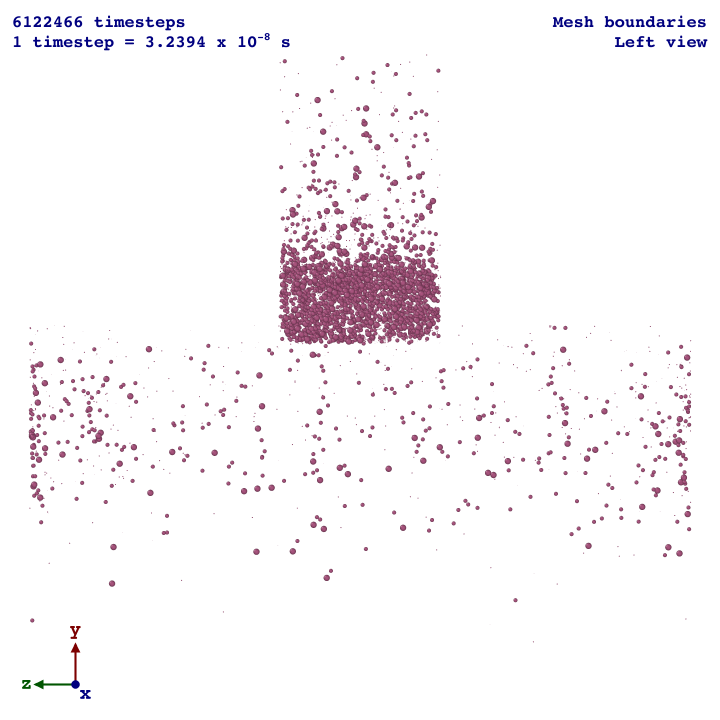 6122466 timesteps
1 timestep = 3.2394 x 10⁻⁸ s
Mesh boundaries
Left view
y
z
x